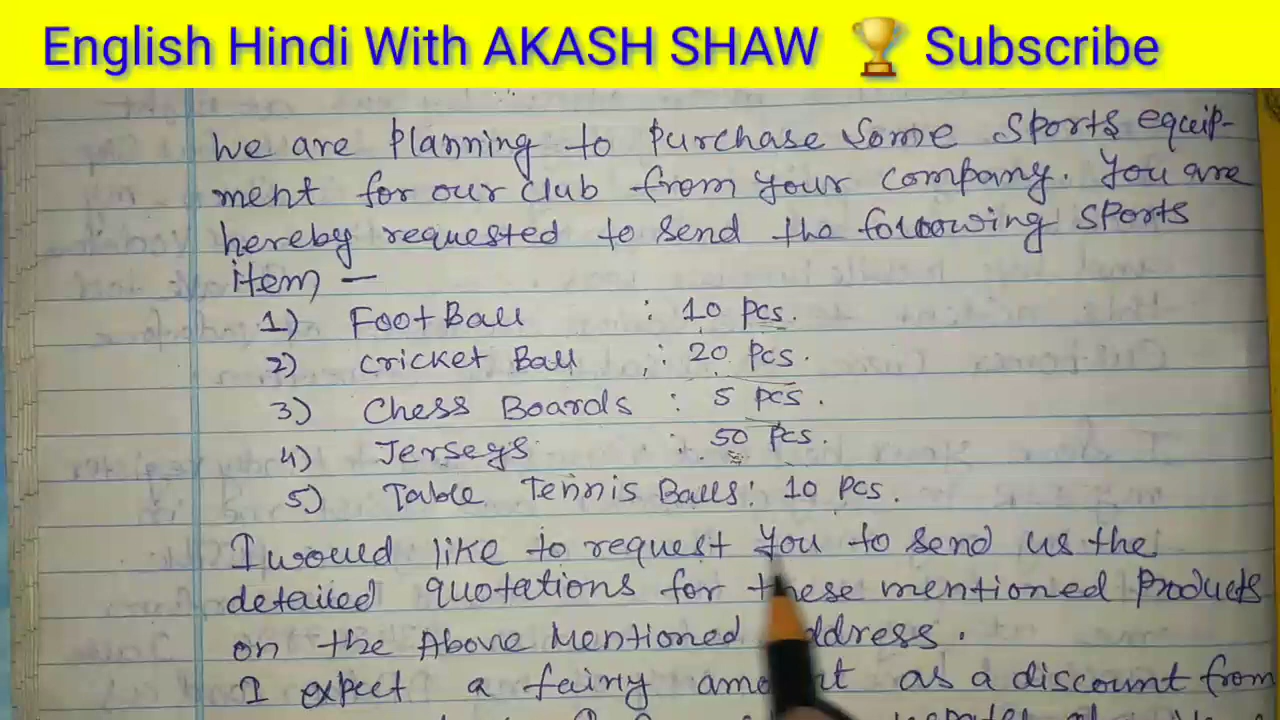 English Hindi With AKASH SHAW 🏆 Subscribe
We are planning to purchase some sports equip-
ment for our club from your company. You are
hereby requested to send the following sports
item —
1) FootBall : 10 pcs.
2) Cricket Ball : 20 pcs.
3) Chess Boards : 5 pcs.
4) Jerseys : 50 pcs.
5) Table Tennis Balls : 10 pcs.
I would like to request you to send us the
detailed quotations for these mentioned products
on the Above Mentioned ddress.
I expect a fairly as a discount from